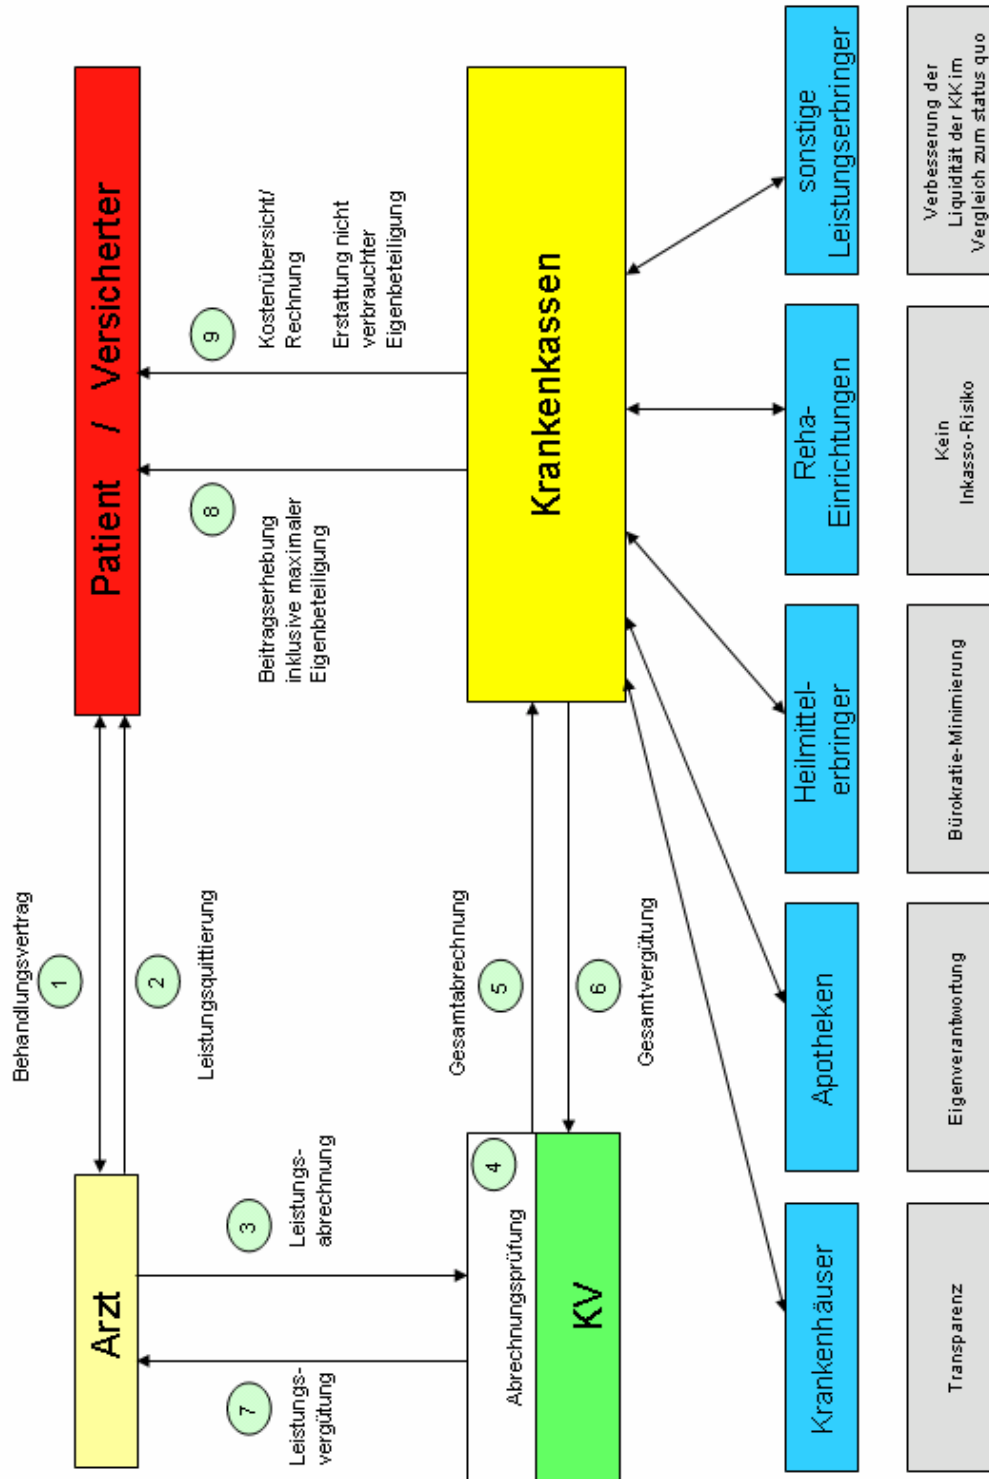 Arzt
Behandlungsvertrag
1
2
Leistungsquittierung
Patient / Versicherter
7
Leistungs-
vergütung
3
Leistungs-
abrechnung
8
Beitragserhebung
inklusive maximaler
Eigenbeteiligung
9
Kostenübersicht/
Rechnung
Erstattung nicht
verbrauchter
Eigenbeteiligung
Abrechnungsprüfung
4
KV
Gesamtabrechnung
5
6
Gesamtvergütung
Krankenkassen
Krankenhäuser
Apotheken
Heilmittel-
erbringer
Reha-
Einrichtungen
sonstige
Leistungserbringer
Transparenz
Eigenverantwortung
Bürokratie-Minimierung
Kein
Inkasso-Risiko
Verbesserung der
Liquidität der KK im
Vergleich zum status quo